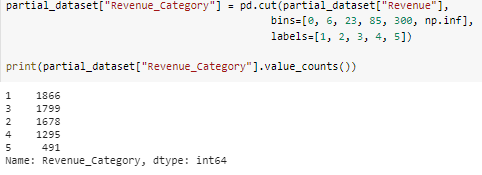 partial_dataset["Revenue_Category"] = pd.cut(partial_dataset["Revenue"],
bins=[0, 6, 23, 85, 300, np.inf],
labels=[1, 2, 3, 4, 5])
print(partial_dataset["Revenue_Category"].value_counts())
1    1866
3    1799
2    1678
4    1295
5     491
Name: Revenue_Category, dtype: int64